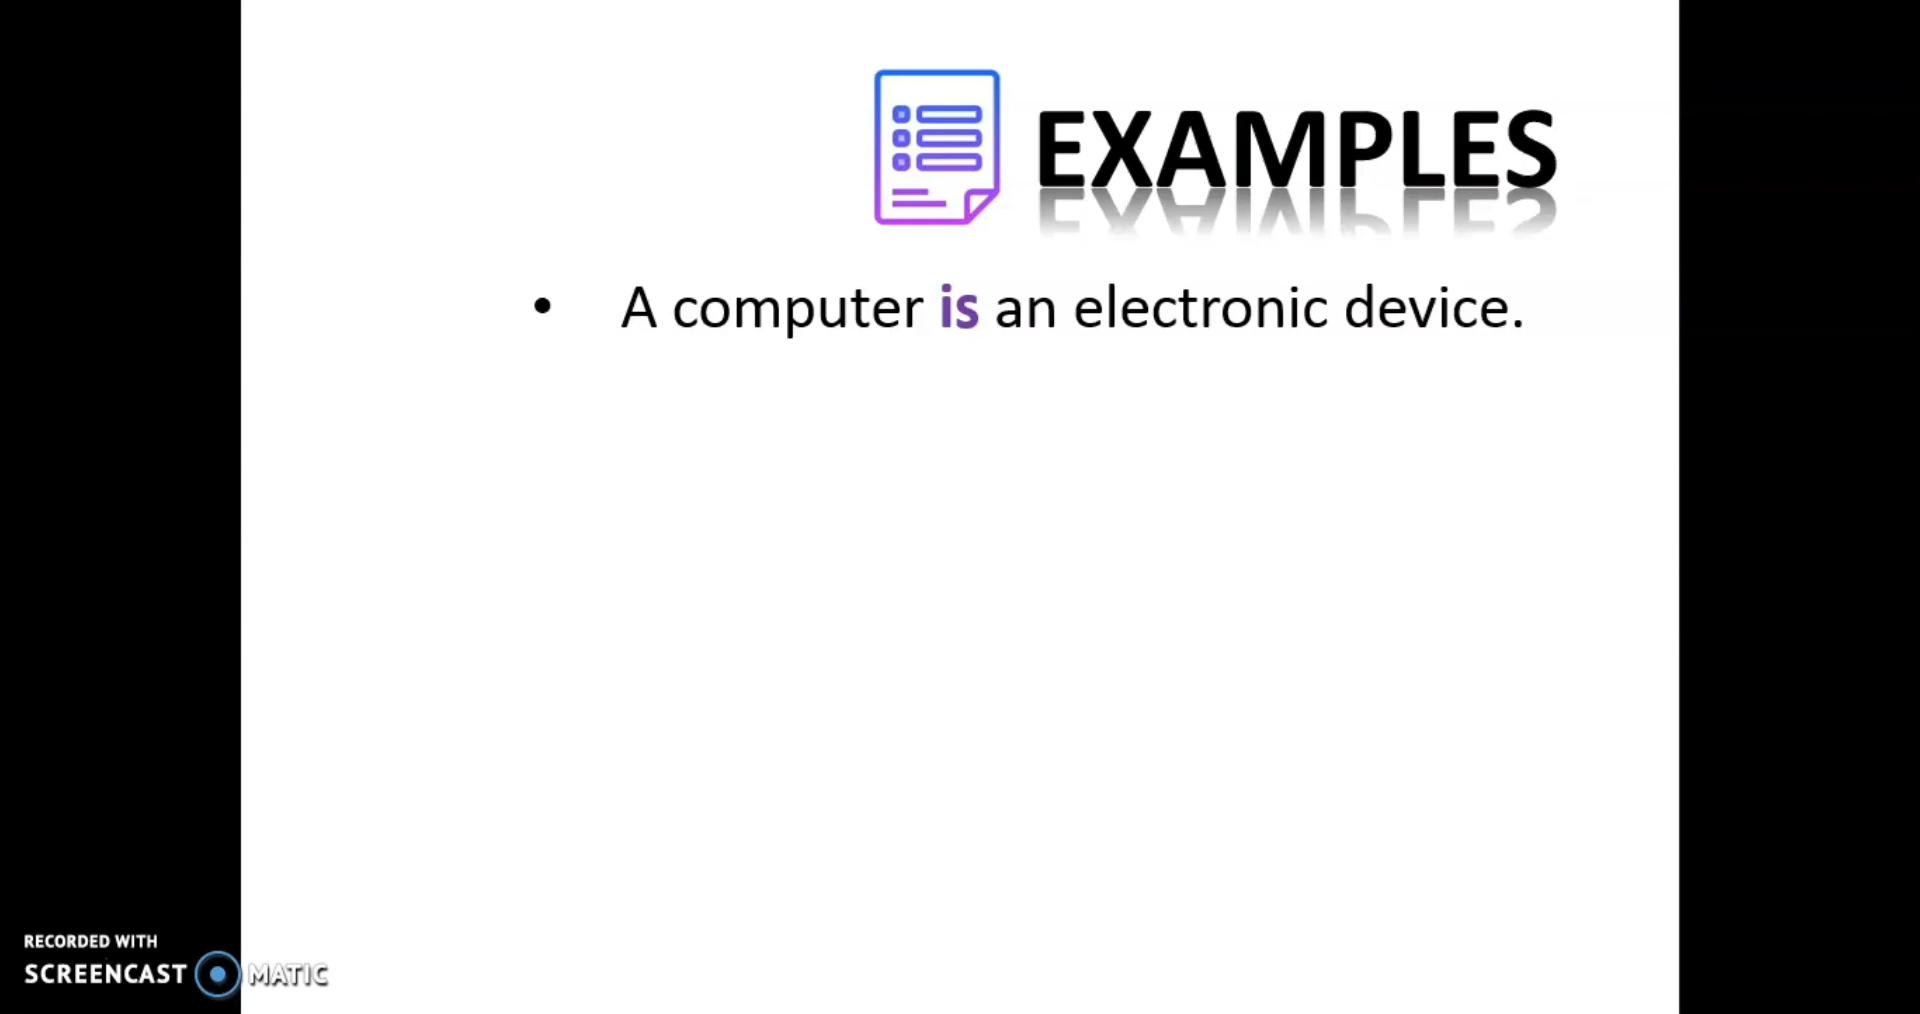 EXAMPLES
• A computer is an electronic device.
RECORDED WITH
SCREENCAST MATIC